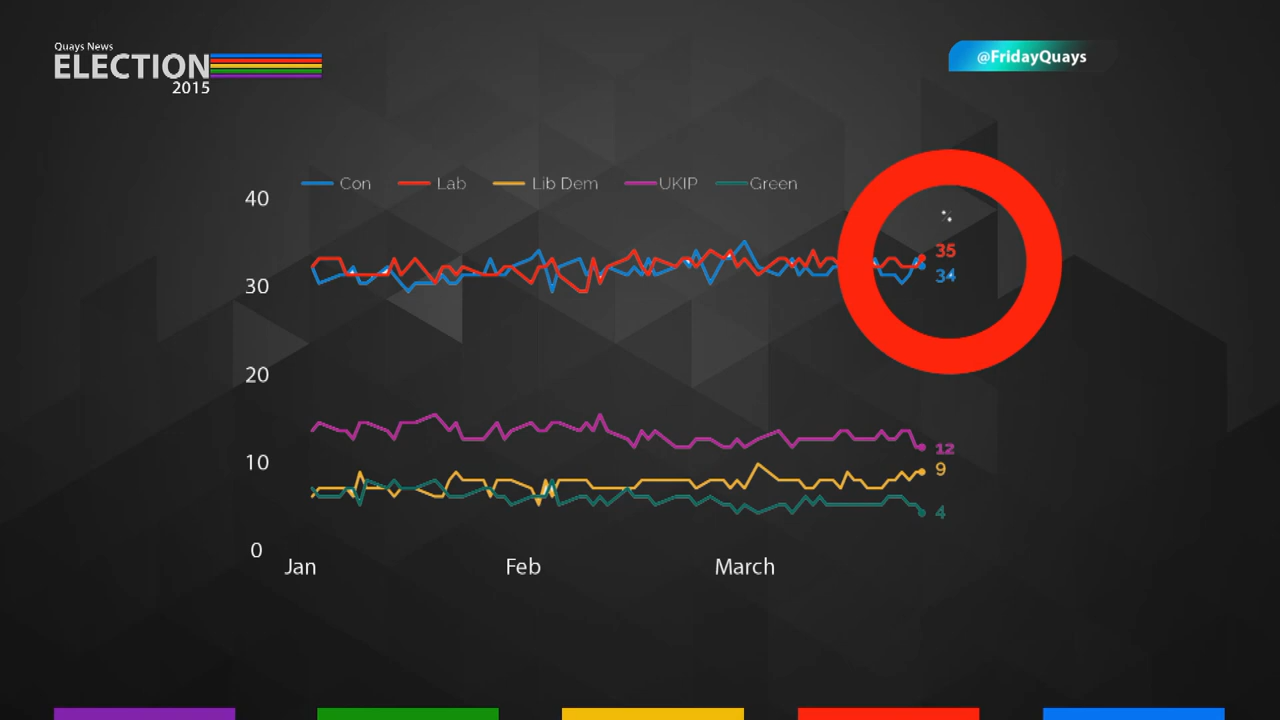 Quays News
ELECTION
2015
@FridayQuays
Con Lab Lib Dem UKIP Green
40
30
20
10
0
35
34
12
9
4
Jan Feb March